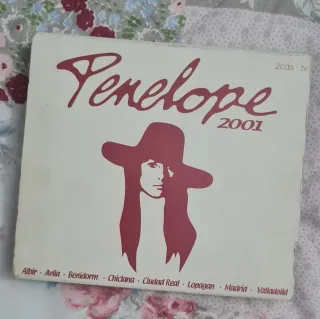 Penelope
2cds - tv
2001
Albir · Avila · Benidorm · Chiclana · Ciudad Real · Lopagan · Madrid · Valladolid